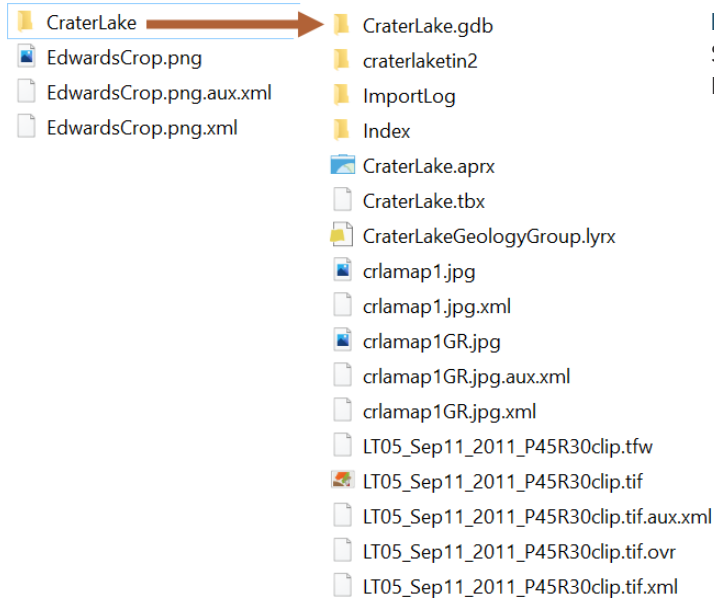 CraterLake
EdwardsCrop.png
EdwardsCrop.png.aux.xml
EdwardsCrop.png.xml
CraterLake.gdb
craterlaketin2
ImportLog
Index
CraterLake.aprx
CraterLake.tbx
CraterLakeGeologyGroup.lyrx
crlamap1.jpg
crlamap1.jpg.xml
crlamap1GR.jpg
crlamap1GR.jpg.aux.xml
crlamap1GR.jpg.xml
LT05_Sep11_2011_P45R30clip.tfw
LT05_Sep11_2011_P45R30clip.tif
LT05_Sep11_2011_P45R30clip.tif.aux.xml
LT05_Sep11_2011_P45R30clip.tif.ovr
LT05_Sep11_2011_P45R30clip.tif.xml